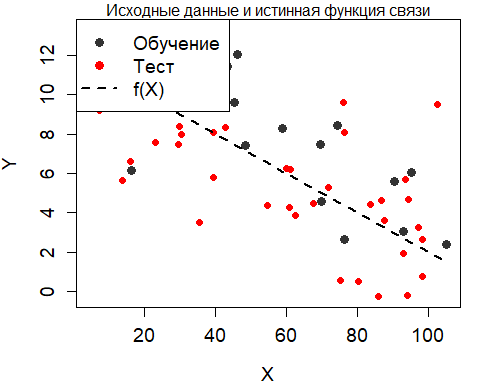 Исходные данные и истинная функция связи
Обучение
Тест
f(X)
Y
12
10
8
6
4
2
0
20 40 60 80 100
X